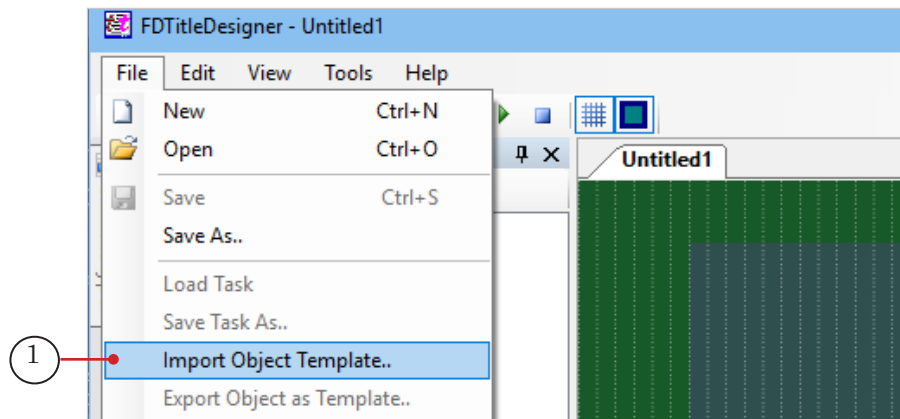 FDTitleDesigner - Untitled1
File Edit View Tools Help
New Ctrl+N
Open Ctrl+O
Untitled1
Save Ctrl+S
Save As..
Load Task
Save Task As..
1 Import Object Template..
Export Object as Template..